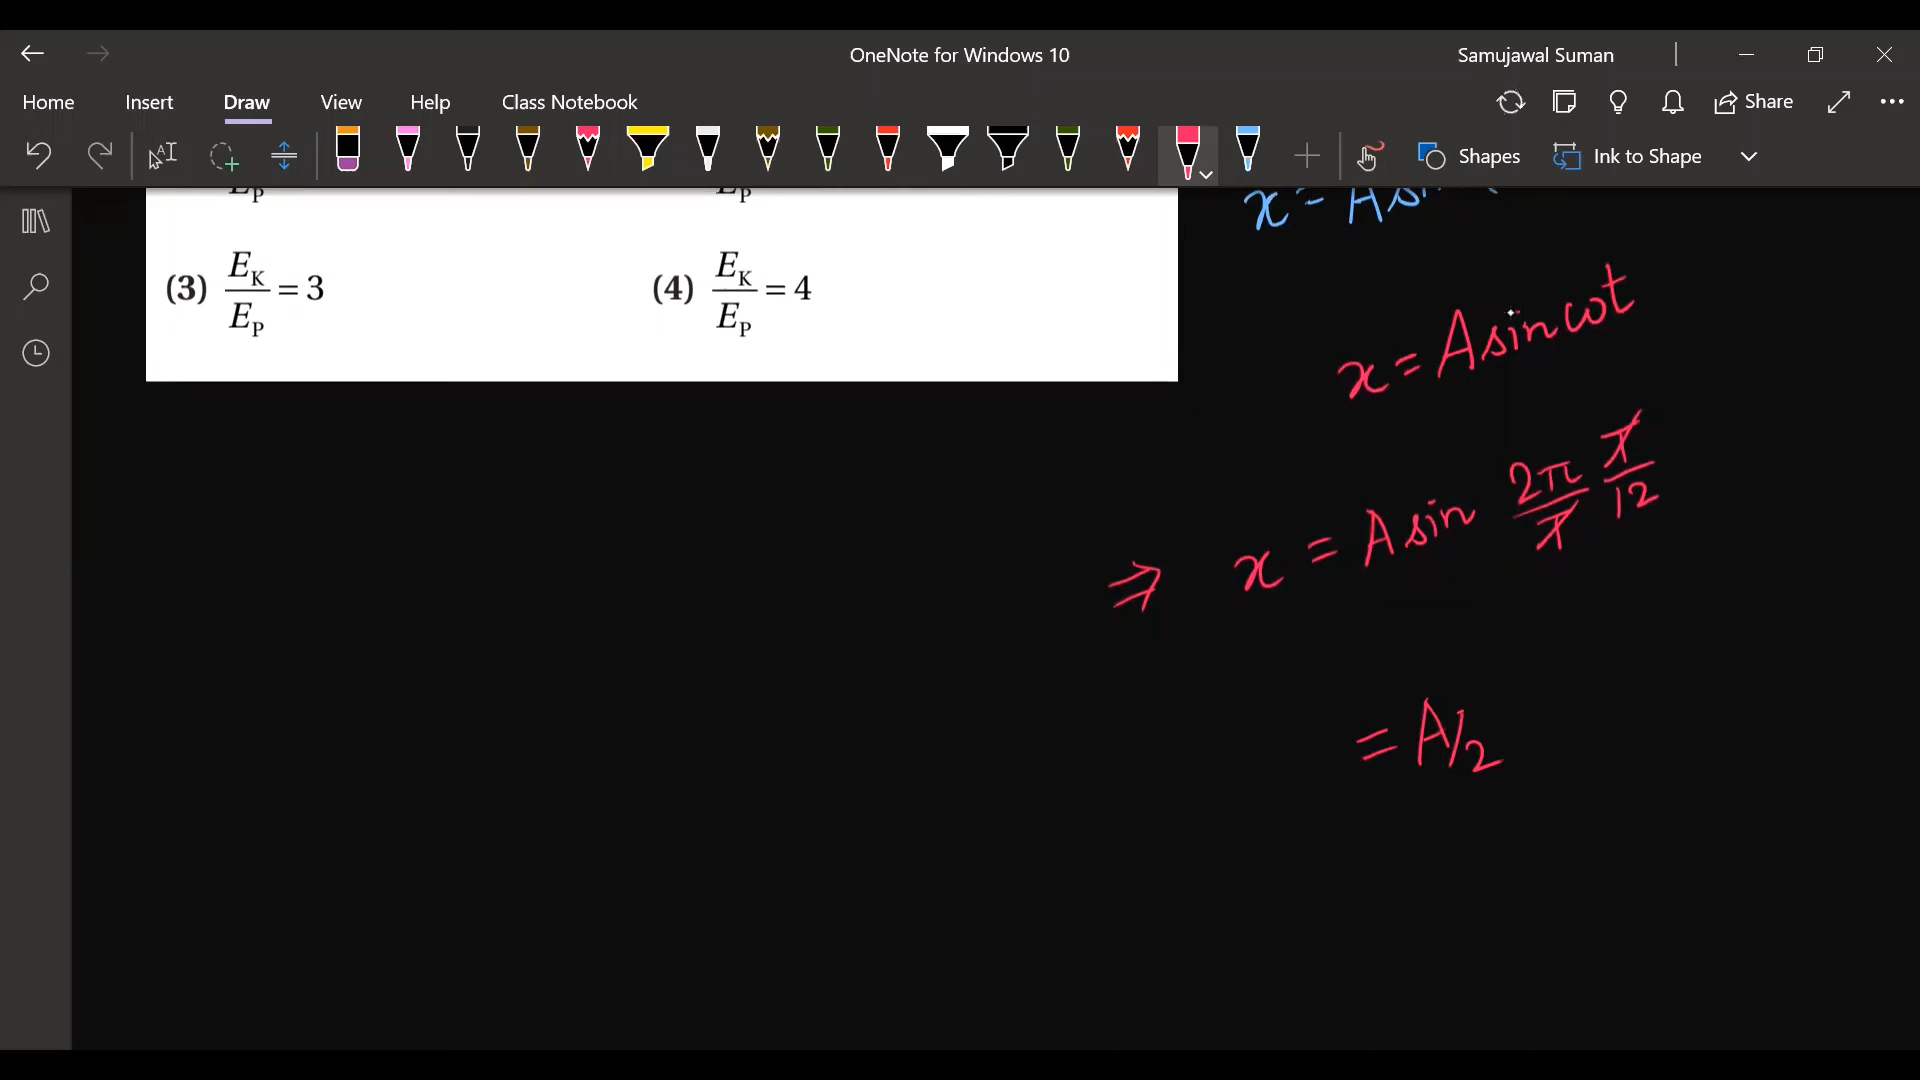 OneNote for Windows 10
Samujawal Suman
Home Insert Draw View Help Class Notebook
Share
Shapes Ink to Shape
x = Asin
(3) E_K/E_P = 3
(4) E_K/E_P = 4
x = A sin ωt
⇒ x = A sin 2π/T T/12
= A/2